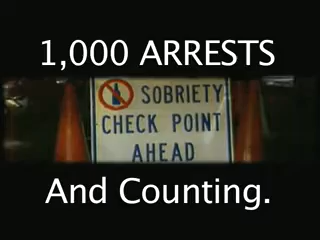 1,000 ARRESTS
SOBRIETY
CHECK POINT
AHEAD
And Counting.